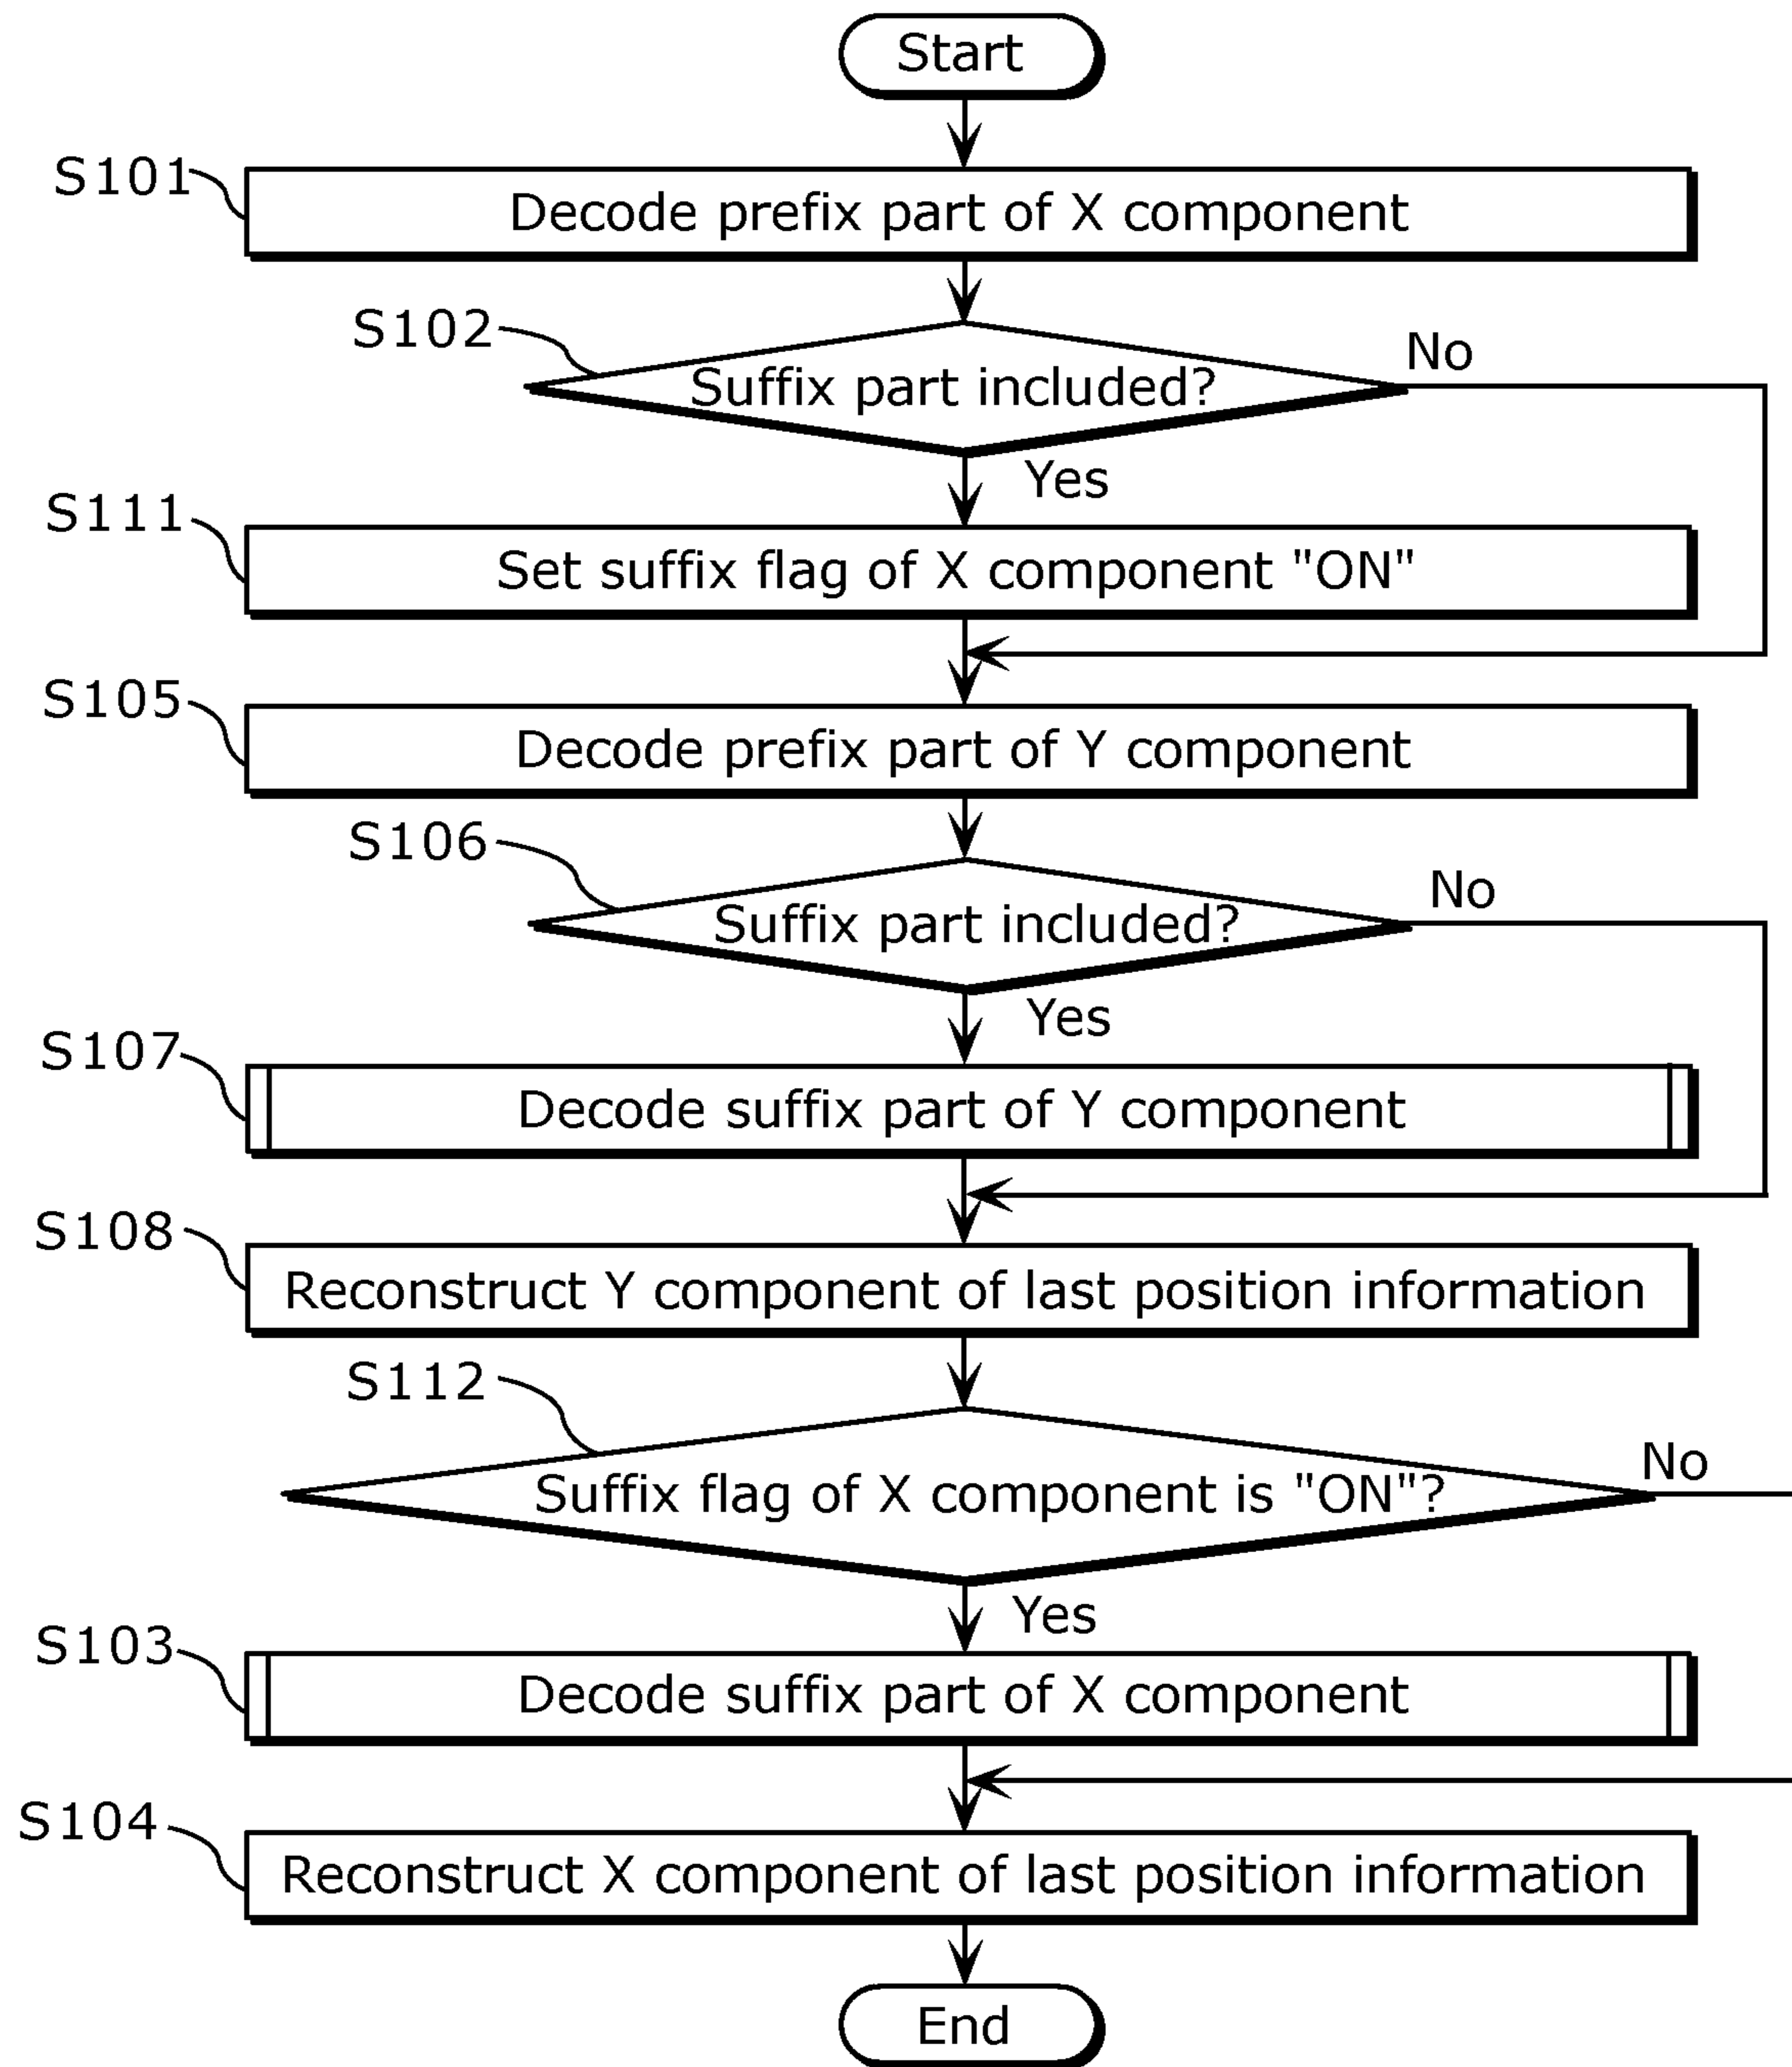 Start
S101
Decode prefix part of X component
S102
Suffix part included?
No
Yes
S111
Set suffix flag of X component "ON"
S105
Decode prefix part of Y component
S106
Suffix part included?
No
Yes
S107
Decode suffix part of Y component
S108
Reconstruct Y component of last position information
S112
Suffix flag of X component is "ON"?
No
Yes
S103
Decode suffix part of X component
S104
Reconstruct X component of last position information
End